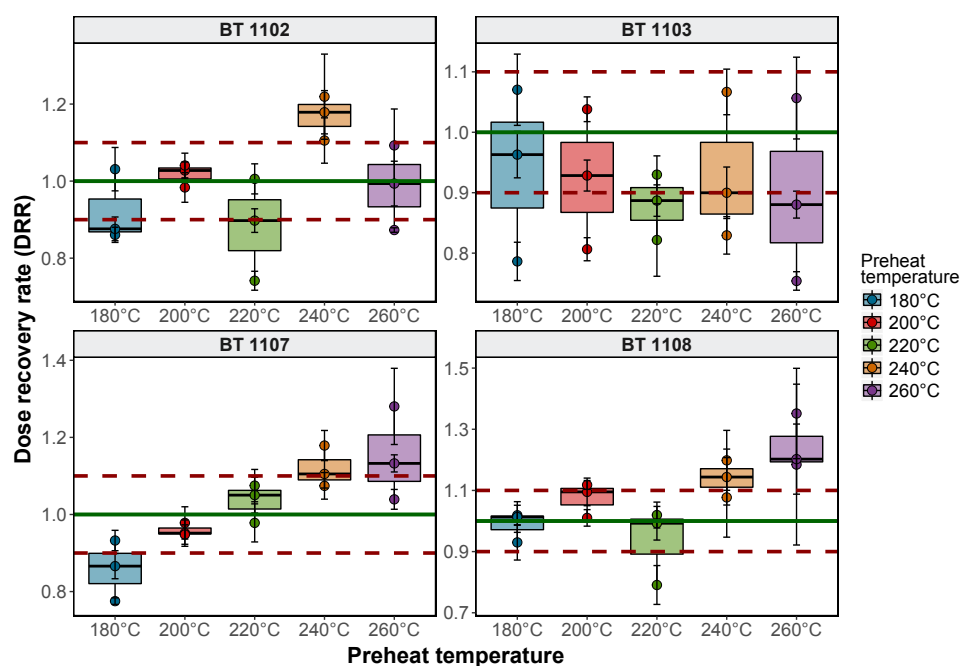 BT 1102
BT 1103
1.2
1.0
0.8
180°C 200°C 220°C 240°C 260°C
1.1
1.0
0.9
0.8
180°C 200°C 220°C 240°C 260°C
BT 1107
BT 1108
1.4
1.2
1.0
0.8
180°C 200°C 220°C 240°C 260°C
1.5
1.3
1.1
1.0
0.9
0.7
180°C 200°C 220°C 240°C 260°C
Dose recovery rate (DRR)
Preheat temperature
Preheat
temperature
180°C
200°C
220°C
240°C
260°C